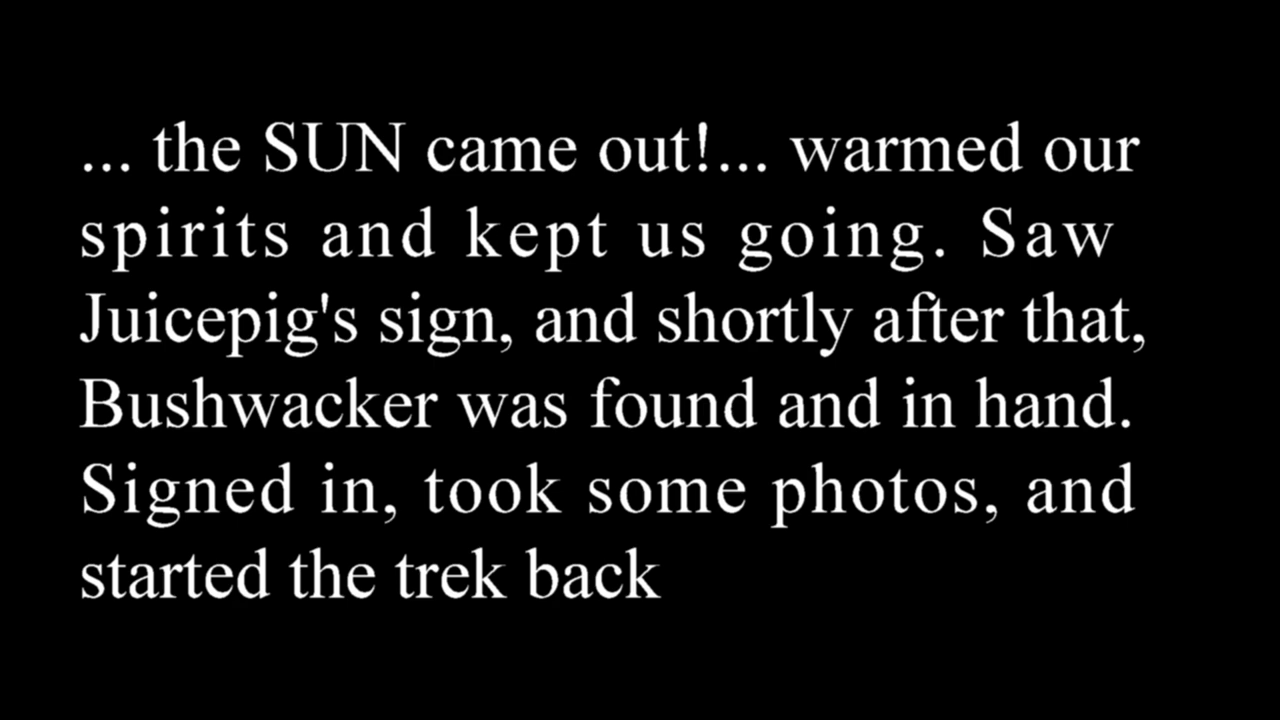 ... the SUN came out!... warmed our
spirits and kept us going. Saw
Juicepig's sign, and shortly after that,
Bushwacker was found and in hand.
Signed in, took some photos, and
started the trek back